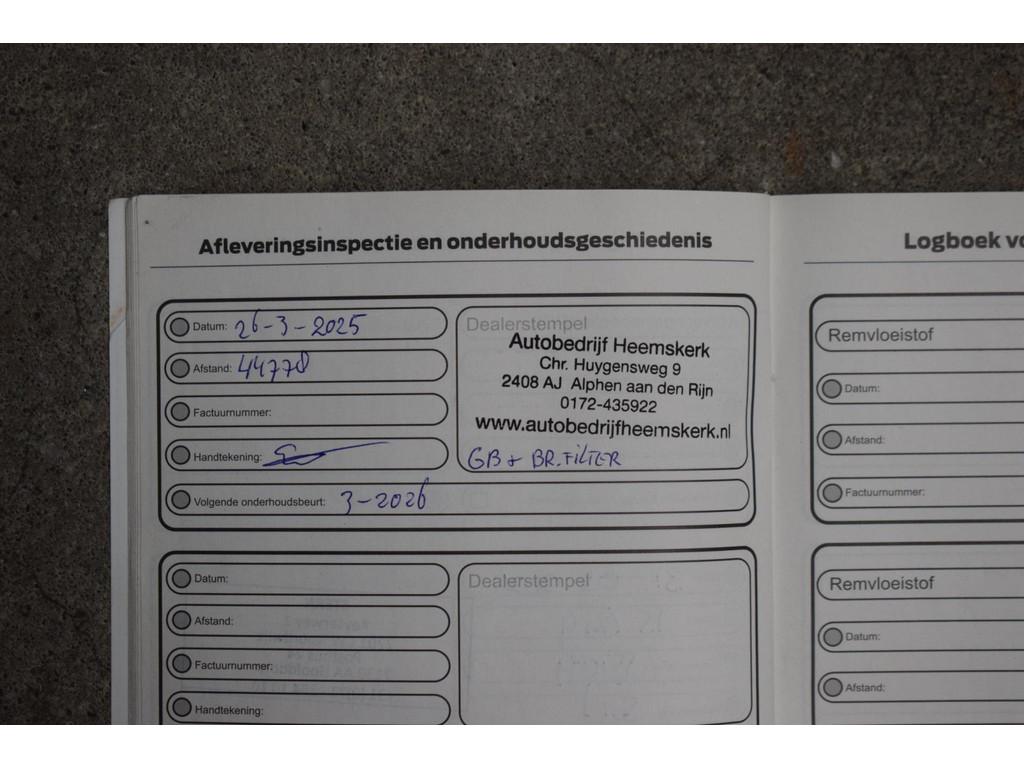 Afleveringsinspectie en onderhoudsgeschiedenis
Datum: 26-3-2025
Afstand: 44778
Factuurnummer:
Handtekening:
Volgende onderhoudsbeurt: 3-2026
Dealerstempel
Autobedrijf Heemskerk
Chr. Huygensweg 9
2408 AJ Alphen aan den Rijn
0172-435922
www.autobedrijfheemskerk.nl
GB + BR.FILTER
Datum:
Afstand:
Factuurnummer:
Handtekening:
Dealerstempel
Logboek vo
Remvloeistof
Datum:
Afstand:
Factuurnummer:
Remvloeistof
Datum:
Afstand: